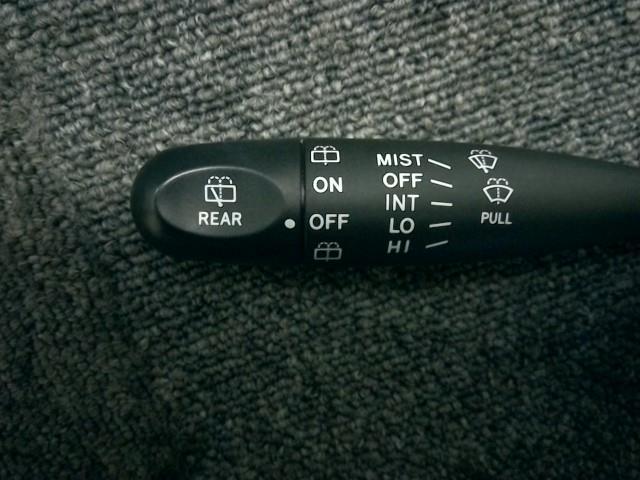 REAR
ON
OFF
MIST
OFF
INT
LO
HI
PULL